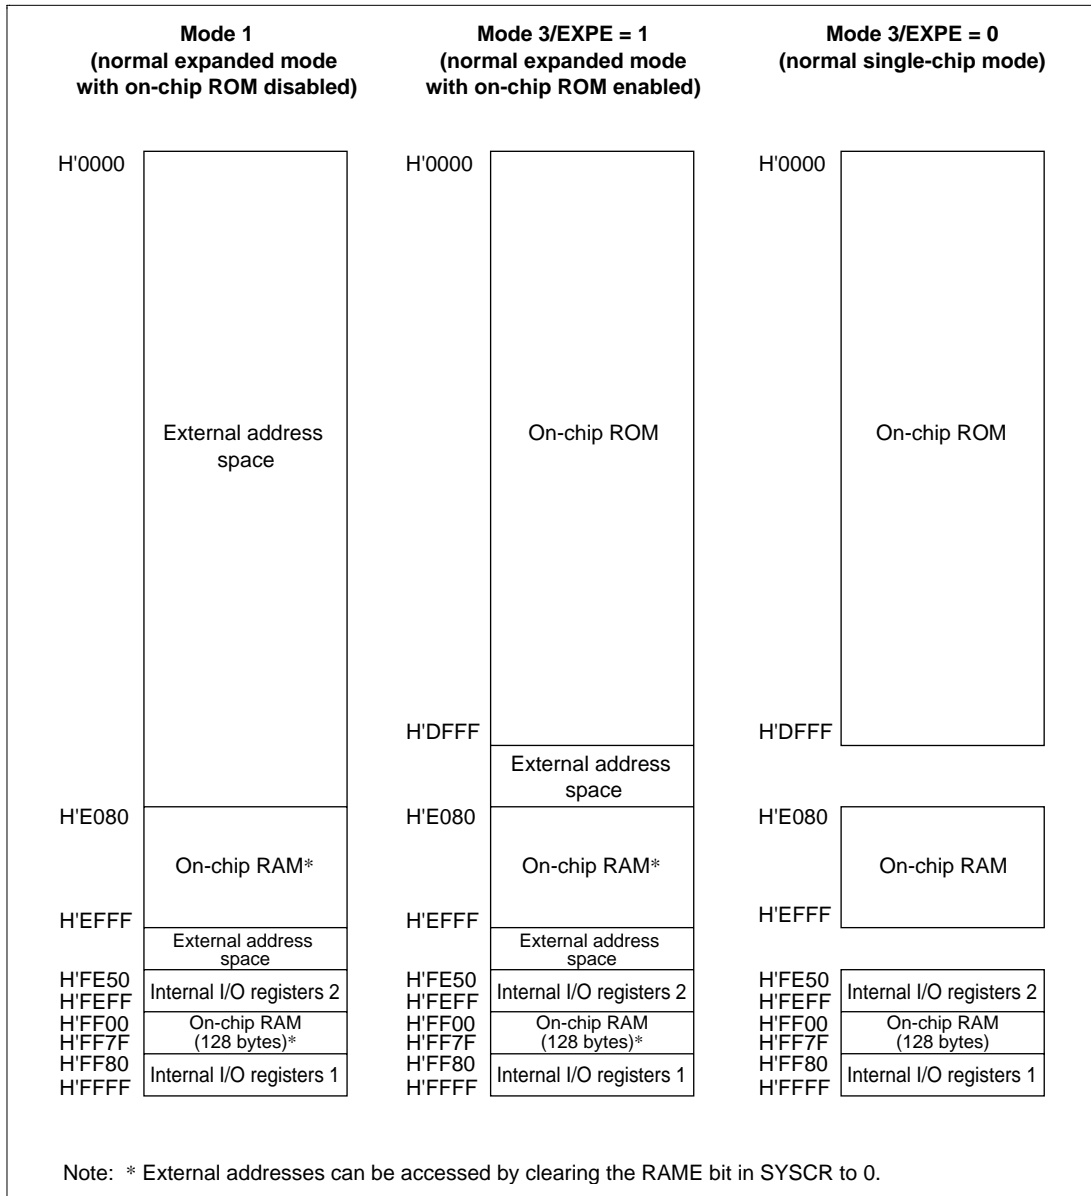 Mode 1
(normal expanded mode
with on-chip ROM disabled)
H'0000
External address
space
H'E080
On-chip RAM*
H'EFFF
External address
space
H'FE50
H'FEFF
Internal I/O registers 2
H'FF00
H'FF7F
On-chip RAM
(128 bytes)*
H'FF80
H'FFFF
Internal I/O registers 1
Mode 3/EXPE = 1
(normal expanded mode
with on-chip ROM enabled)
H'0000
On-chip ROM
H'DFFF
External address
space
H'E080
On-chip RAM*
H'EFFF
External address
space
H'FE50
H'FEFF
Internal I/O registers 2
H'FF00
H'FF7F
On-chip RAM
(128 bytes)*
H'FF80
H'FFFF
Internal I/O registers 1
Mode 3/EXPE = 0
(normal single-chip mode)
H'0000
On-chip ROM
H'DFFF
H'E080
On-chip RAM
H'EFFF
H'FE50
H'FEFF
Internal I/O registers 2
H'FF00
H'FF7F
On-chip RAM
(128 bytes)
H'FF80
H'FFFF
Internal I/O registers 1
Note: * External addresses can be accessed by clearing the RAME bit in SYSCR to 0.